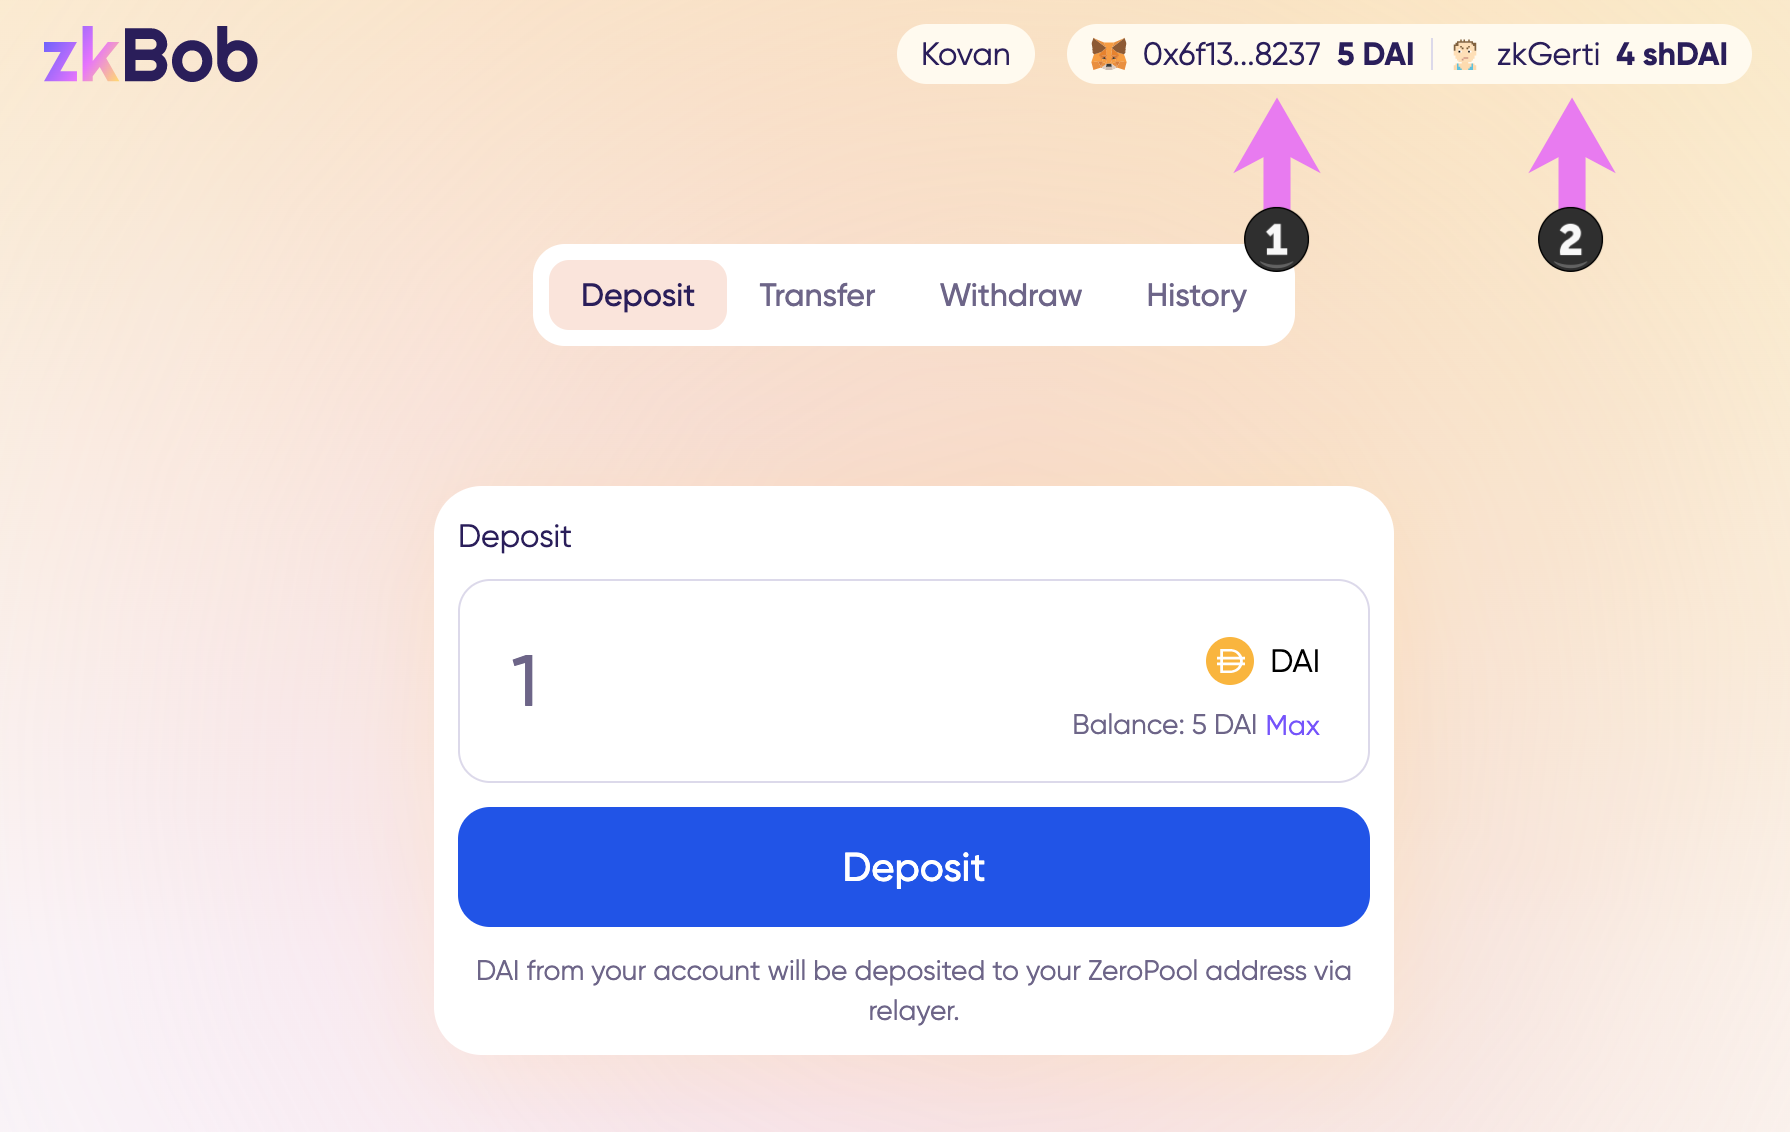 zkBob
Kovan
0x6f13...8237 5 DAI
zkGerti 4 shDAI
1
2
Deposit Transfer Withdraw History
Deposit
1
DAI
Balance: 5 DAI Max
Deposit
DAI from your account will be deposited to your ZeroPool address via
relayer.